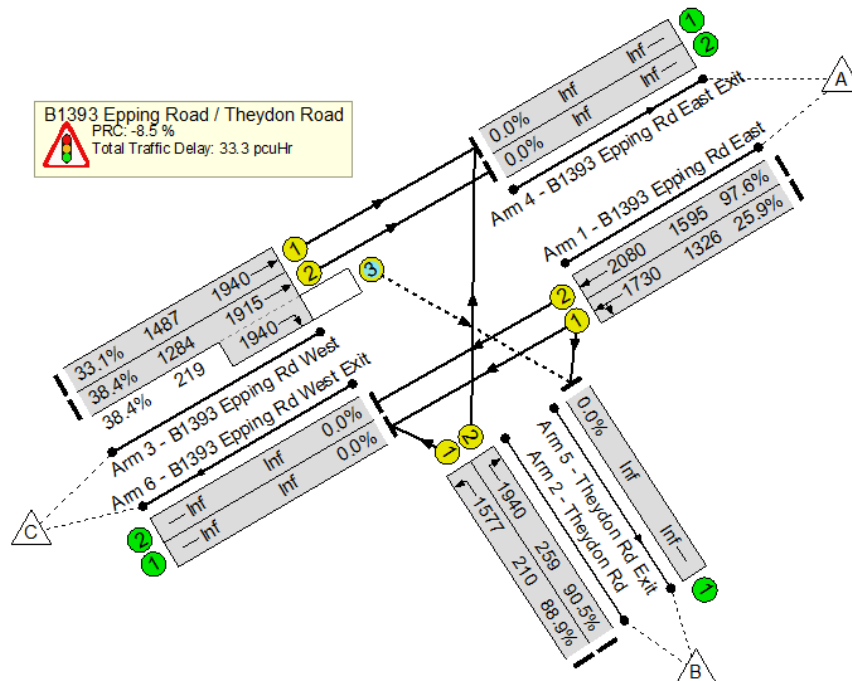 B1393 Epping Road / Theydon Road
PRC: -8.5 %
Total Traffic Delay: 33.3 pcuHr
1
2
0.0% Inf Inf
0.0% Inf Inf
Arm 4 - B1393 Epping Rd East Exit
A
Arm 1 - B1393 Epping Rd East
2080 1595 97.6%
1730 1326 25.9%
2
1
1
2
3
33.1% 1487 1940
38.4% 1284 1915
38.4% 219 1940
Arm 3 - B1393 Epping Rd West
Arm 6 - B1393 Epping Rd West Exit
Inf Inf 0.0%
Inf Inf 0.0%
C
2
1
1
2
1940 259 90.5%
1577 210 88.9%
Arm 2 - Theydon Rd
Arm 5 - Theydon Rd Exit
0.0% Inf Inf
1
B